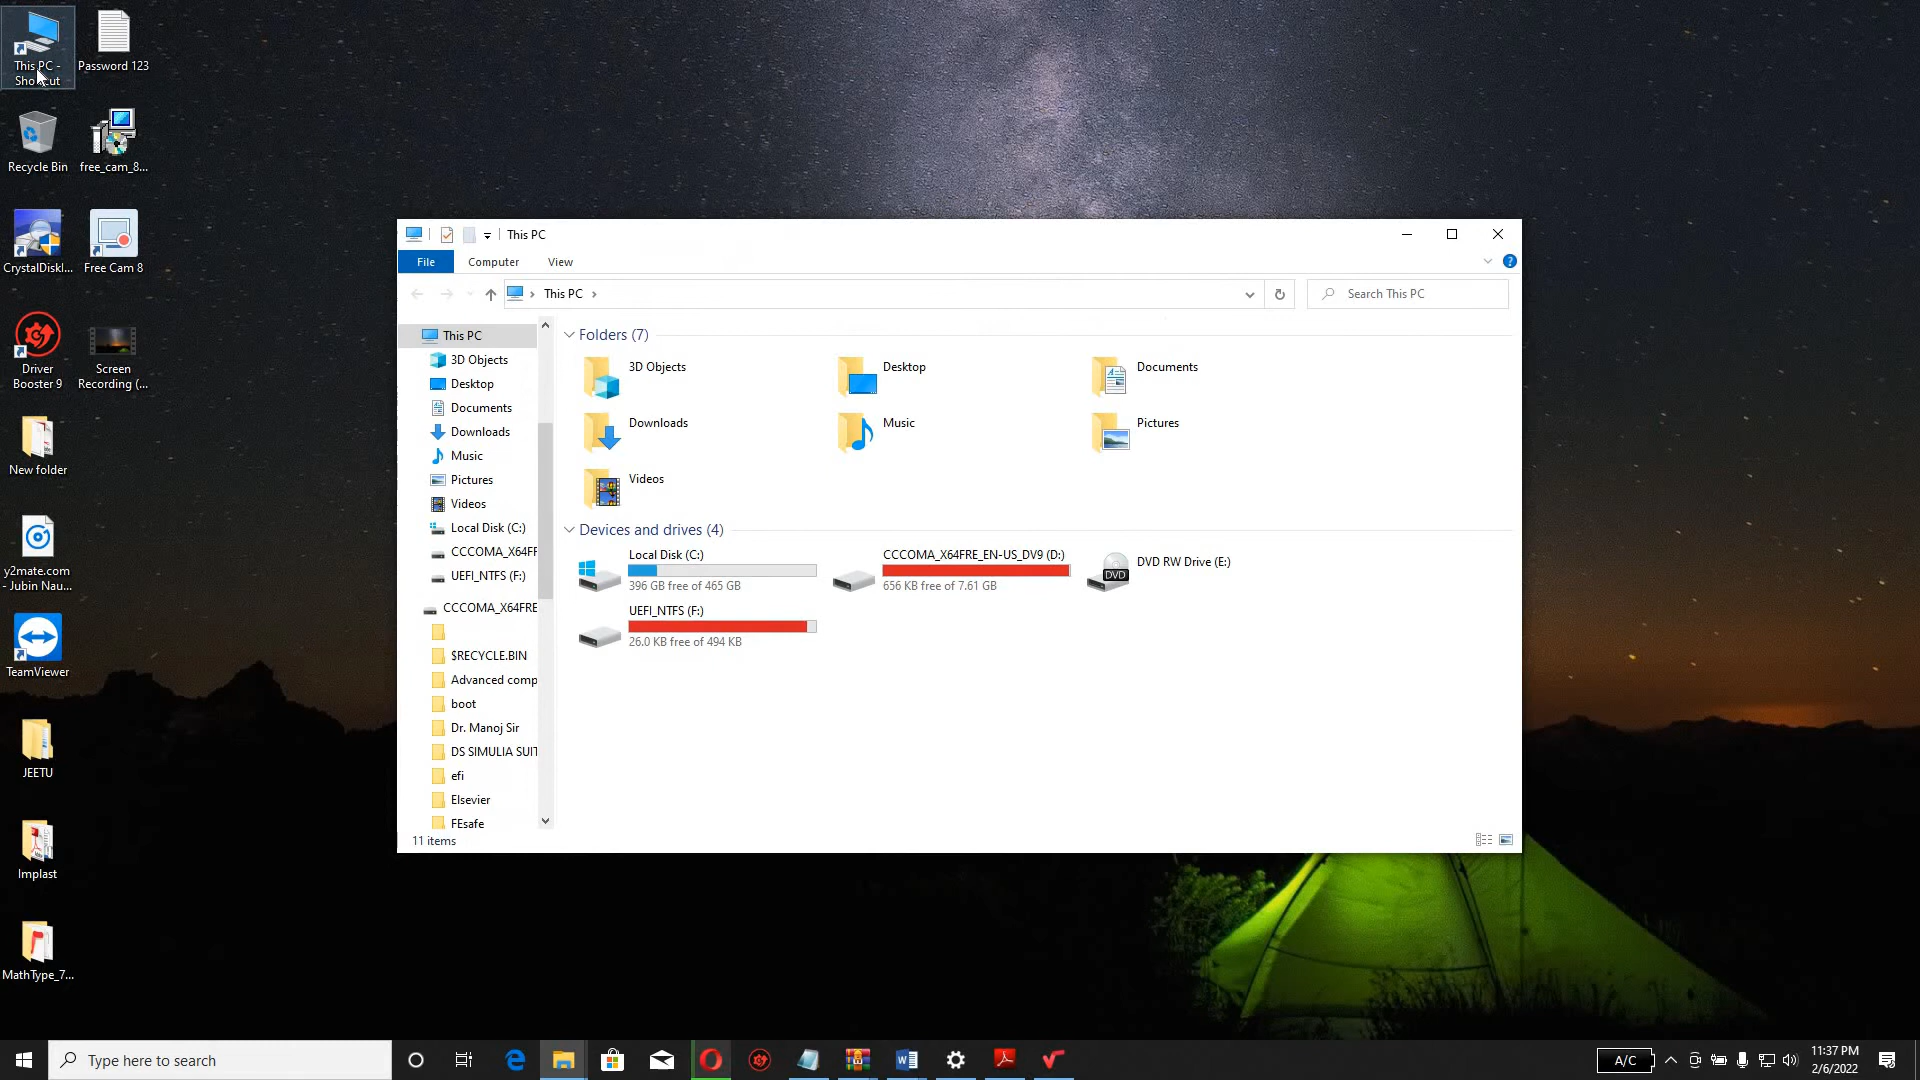 This PC -
Shortcut
Password 123
Recycle Bin
free_cam_8...
CrystalDiskI...
Free Cam 8
Driver
Booster 9
Screen
Recording (...
New folder
y2mate.com
- Jubin Nau...
TeamViewer
JEETU
Implast
MathType_7...
This PC
File
Computer
View
This PC
Search This PC
This PC
3D Objects
Desktop
Documents
Downloads
Music
Pictures
Videos
Local Disk (C:)
CCCOMA_X64FR
UEFI_NTFS (F:)
CCCOMA_X64FRE
$RECYCLE.BIN
Advanced comp
boot
Dr. Manoj Sir
DS SIMULIA SUIT
efi
Elsevier
FEsafe
Folders (7)
3D Objects
Desktop
Documents
Downloads
Music
Pictures
Videos
Devices and drives (4)
Local Disk (C:)
396 GB free of 465 GB
CCCOMA_X64FRE_EN-US_DV9 (D:)
656 KB free of 7.61 GB
DVD
DVD RW Drive (E:)
UEFI_NTFS (F:)
26.0 KB free of 494 KB
11 items
Type here to search
A/C
11:37 PM
2/6/2022